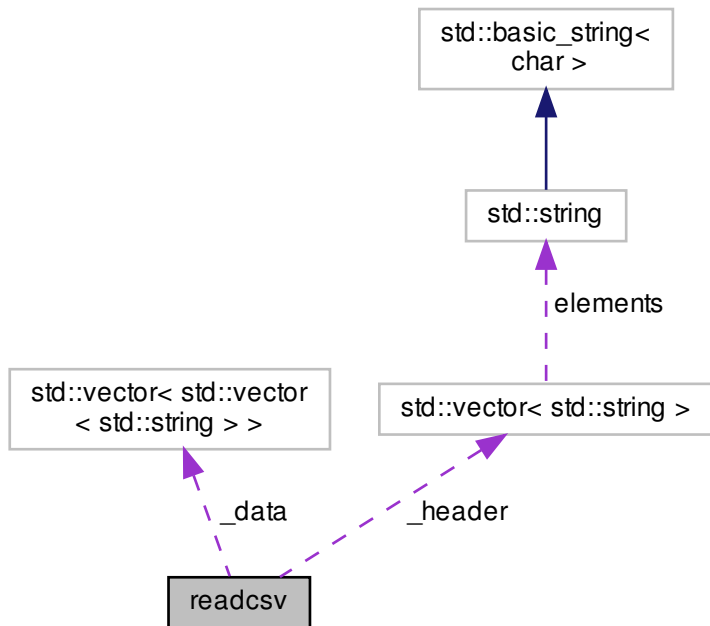 std::basic_string<
char >
std::string
elements
std::vector< std::vector
< std::string > >
std::vector< std::string >
_data
_header
readcsv